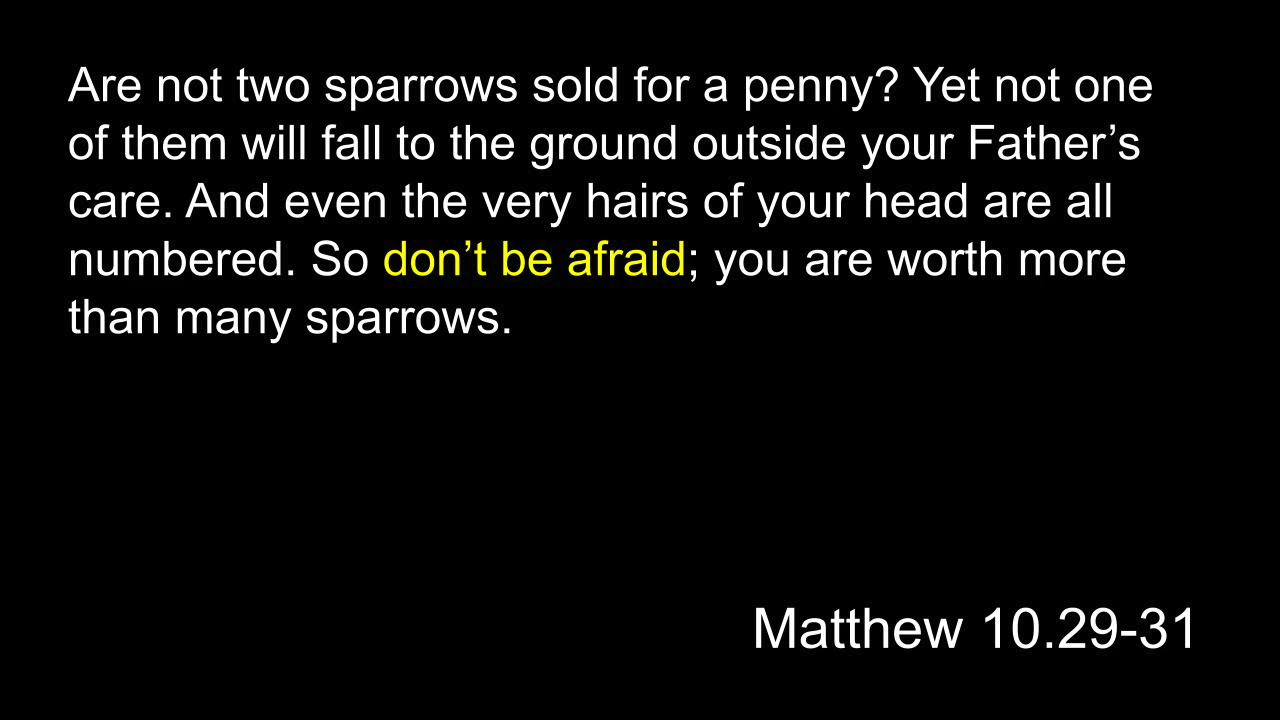 Are not two sparrows sold for a penny? Yet not one
of them will fall to the ground outside your Father’s
care. And even the very hairs of your head are all
numbered. So don’t be afraid; you are worth more
than many sparrows.
Matthew 10.29-31